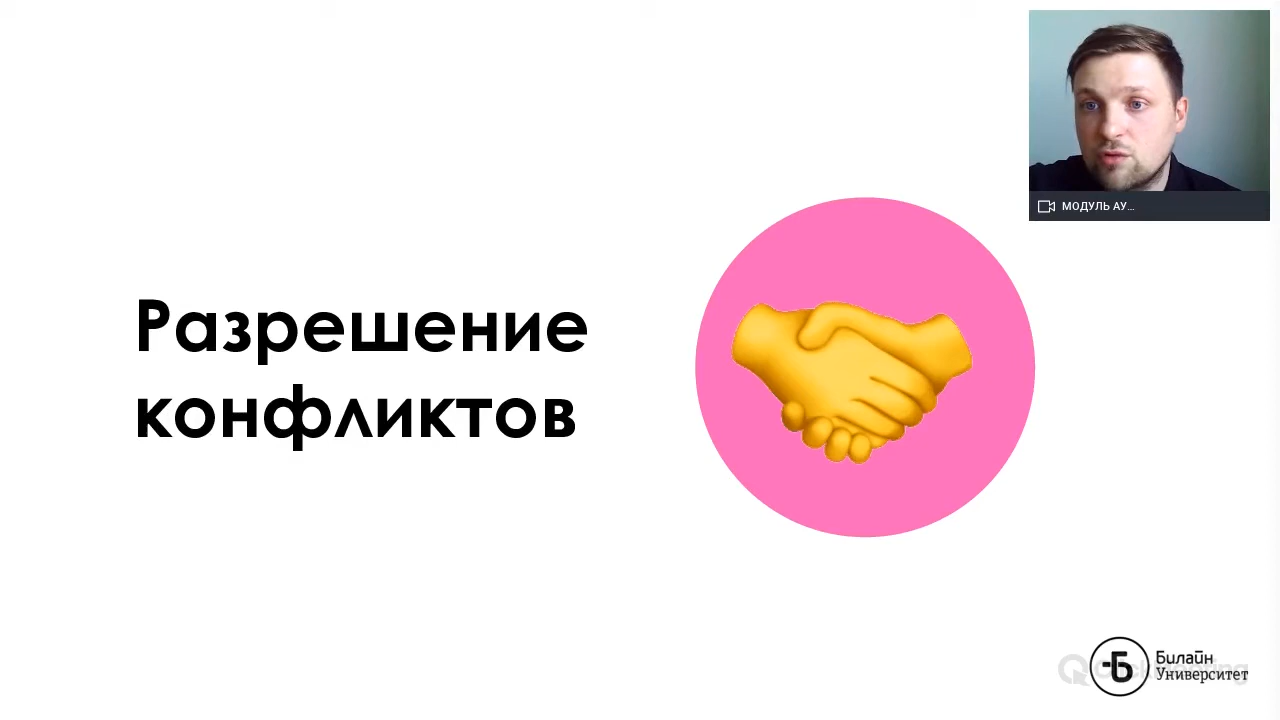 МОДУЛЬ АУ...
Разрешение
конфликтов
Б
Билайн
Университет